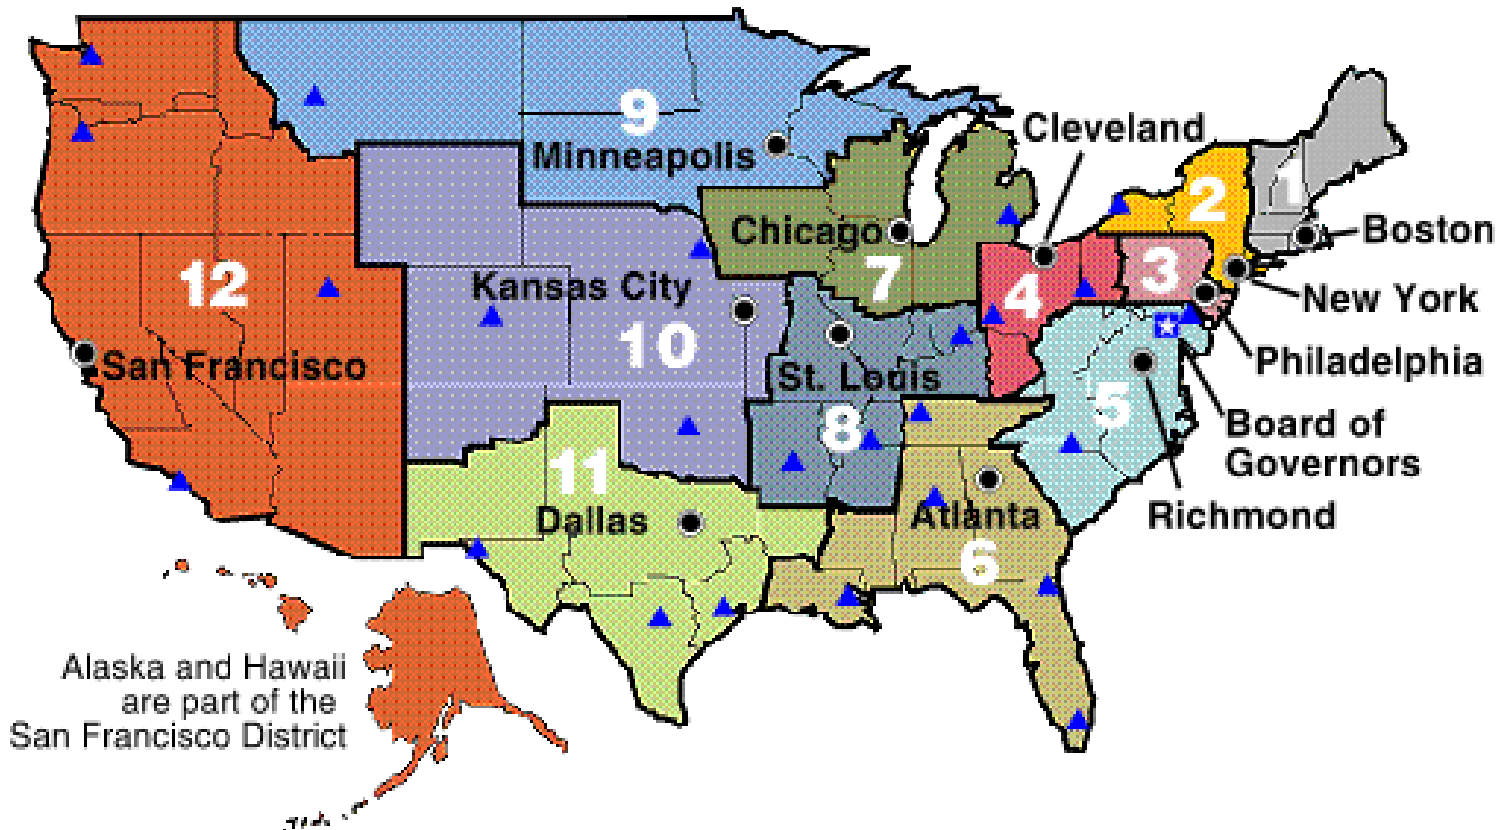 Cleveland
9
Minneapolis
1
2
Chicago
Boston
12
Kansas City
7
4
3
New York
10
San Francisco
St. Louis
Philadelphia
8
5
Board of
Governors
11
Dallas
Atlanta
Richmond
6
Alaska and Hawaii
are part of the
San Francisco District